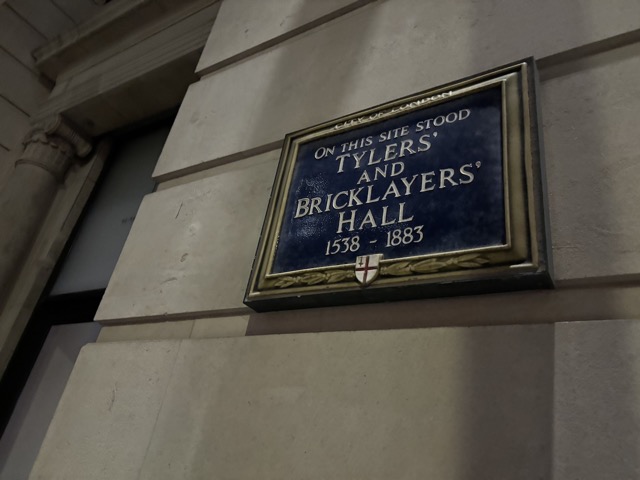 CITY OF LONDON
ON THIS SITE STOOD
TYLERS'
AND
BRICKLAYERS'
HALL
1538 - 1883